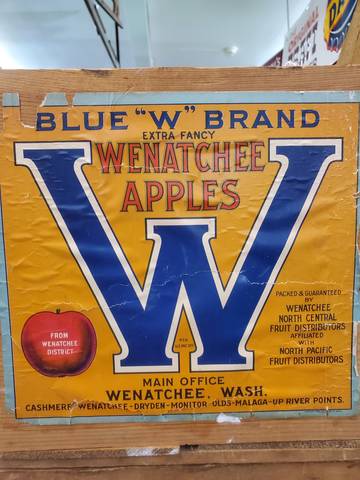 BLUE "W" BRAND
EXTRA FANCY
WENATCHEE
APPLES
W
FROM
WENATCHEE
DISTRICT
PACKED & GUARANTEED
BY
WENATCHEE
NORTH CENTRAL
FRUIT DISTRIBUTORS
AFFILIATED
WITH
NORTH PACIFIC
FRUIT DISTRIBUTORS
MAIN OFFICE
WENATCHEE, WASH.
CASHMERE-WENATCHEE-DRYDEN-MONITOR OLDS-MALAGA-UP RIVER POINTS.
ORIGINAL